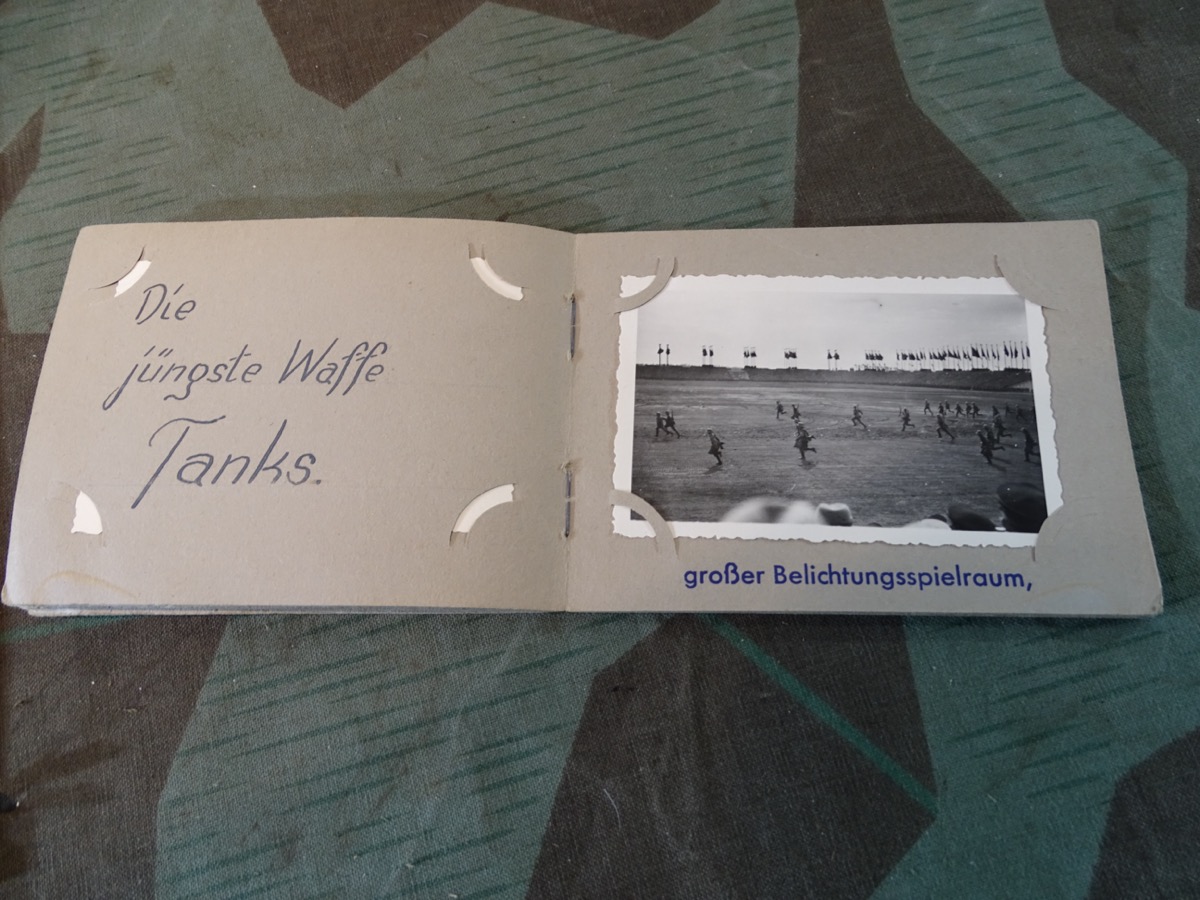 Die
jüngste Waffe
Tanks.
großer Belichtungsspielraum,